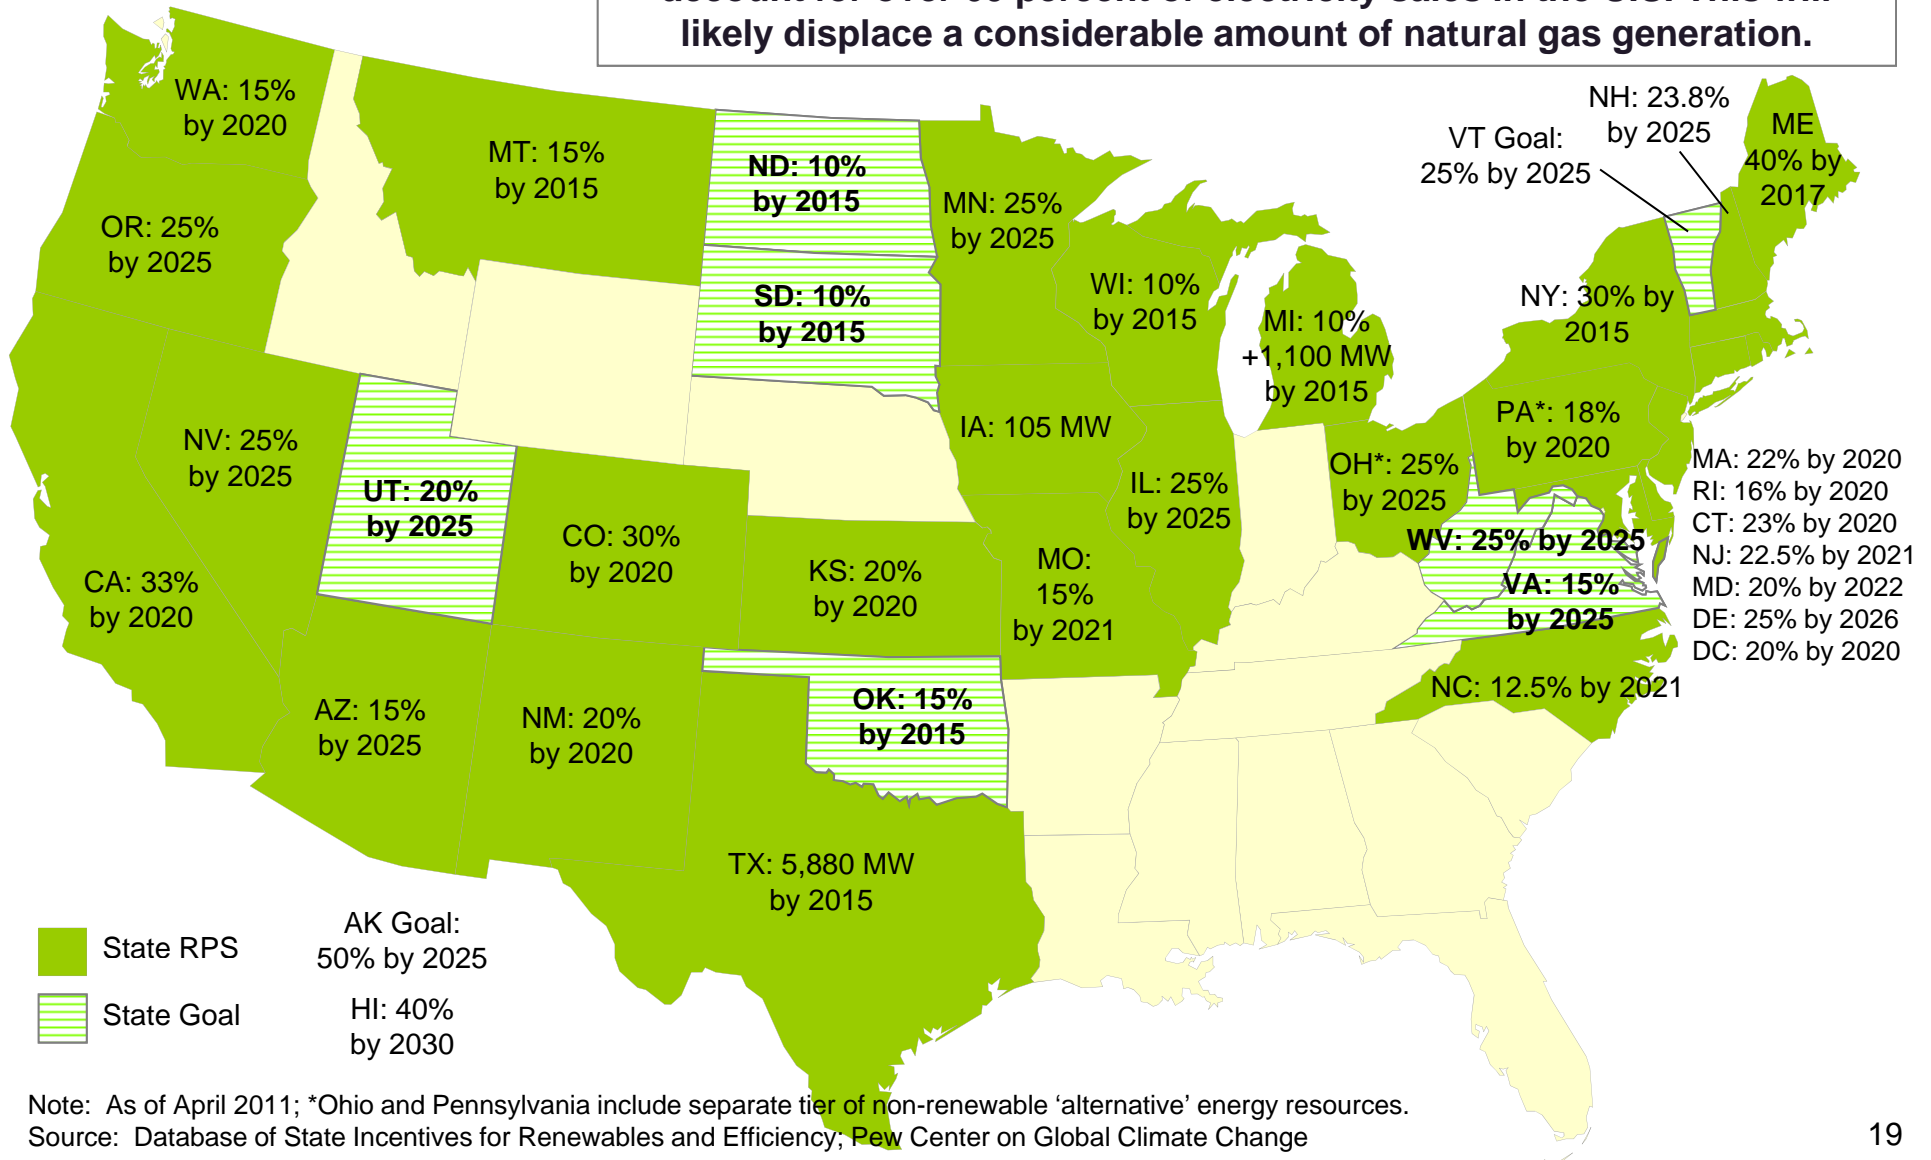 likely displace a considerable amount of natural gas generation.
WA: 15%
by 2020
MT: 15%
by 2015
ND: 10%
by 2015
MN: 25%
by 2025
VT Goal:
25% by 2025
NH: 23.8%
by 2025
ME
40% by
2017
OR: 25%
by 2025
SD: 10%
by 2015
WI: 10%
by 2015
MI: 10%
+1,100 MW
by 2015
NY: 30% by
2015
NV: 25%
by 2025
UT: 20%
by 2025
IA: 105 MW
IL: 25%
by 2025
OH*: 25%
by 2025
PA*: 18%
by 2020
MA: 22% by 2020
RI: 16% by 2020
CT: 23% by 2020
NJ: 22.5% by 2021
MD: 20% by 2022
DE: 25% by 2026
DC: 20% by 2020
WV: 25% by 2025
VA: 15%
by 2025
CA: 33%
by 2020
CO: 30%
by 2020
KS: 20%
by 2020
MO:
15%
by 2021
NC: 12.5% by 2021
AZ: 15%
by 2025
NM: 20%
by 2020
OK: 15%
by 2015
TX: 5,880 MW
by 2015
State RPS
State Goal
AK Goal:
50% by 2025
HI: 40%
by 2030
Note: As of April 2011; *Ohio and Pennsylvania include separate tier of non-renewable ‘alternative’ energy resources.
Source: Database of State Incentives for Renewables and Efficiency; Pew Center on Global Climate Change
19